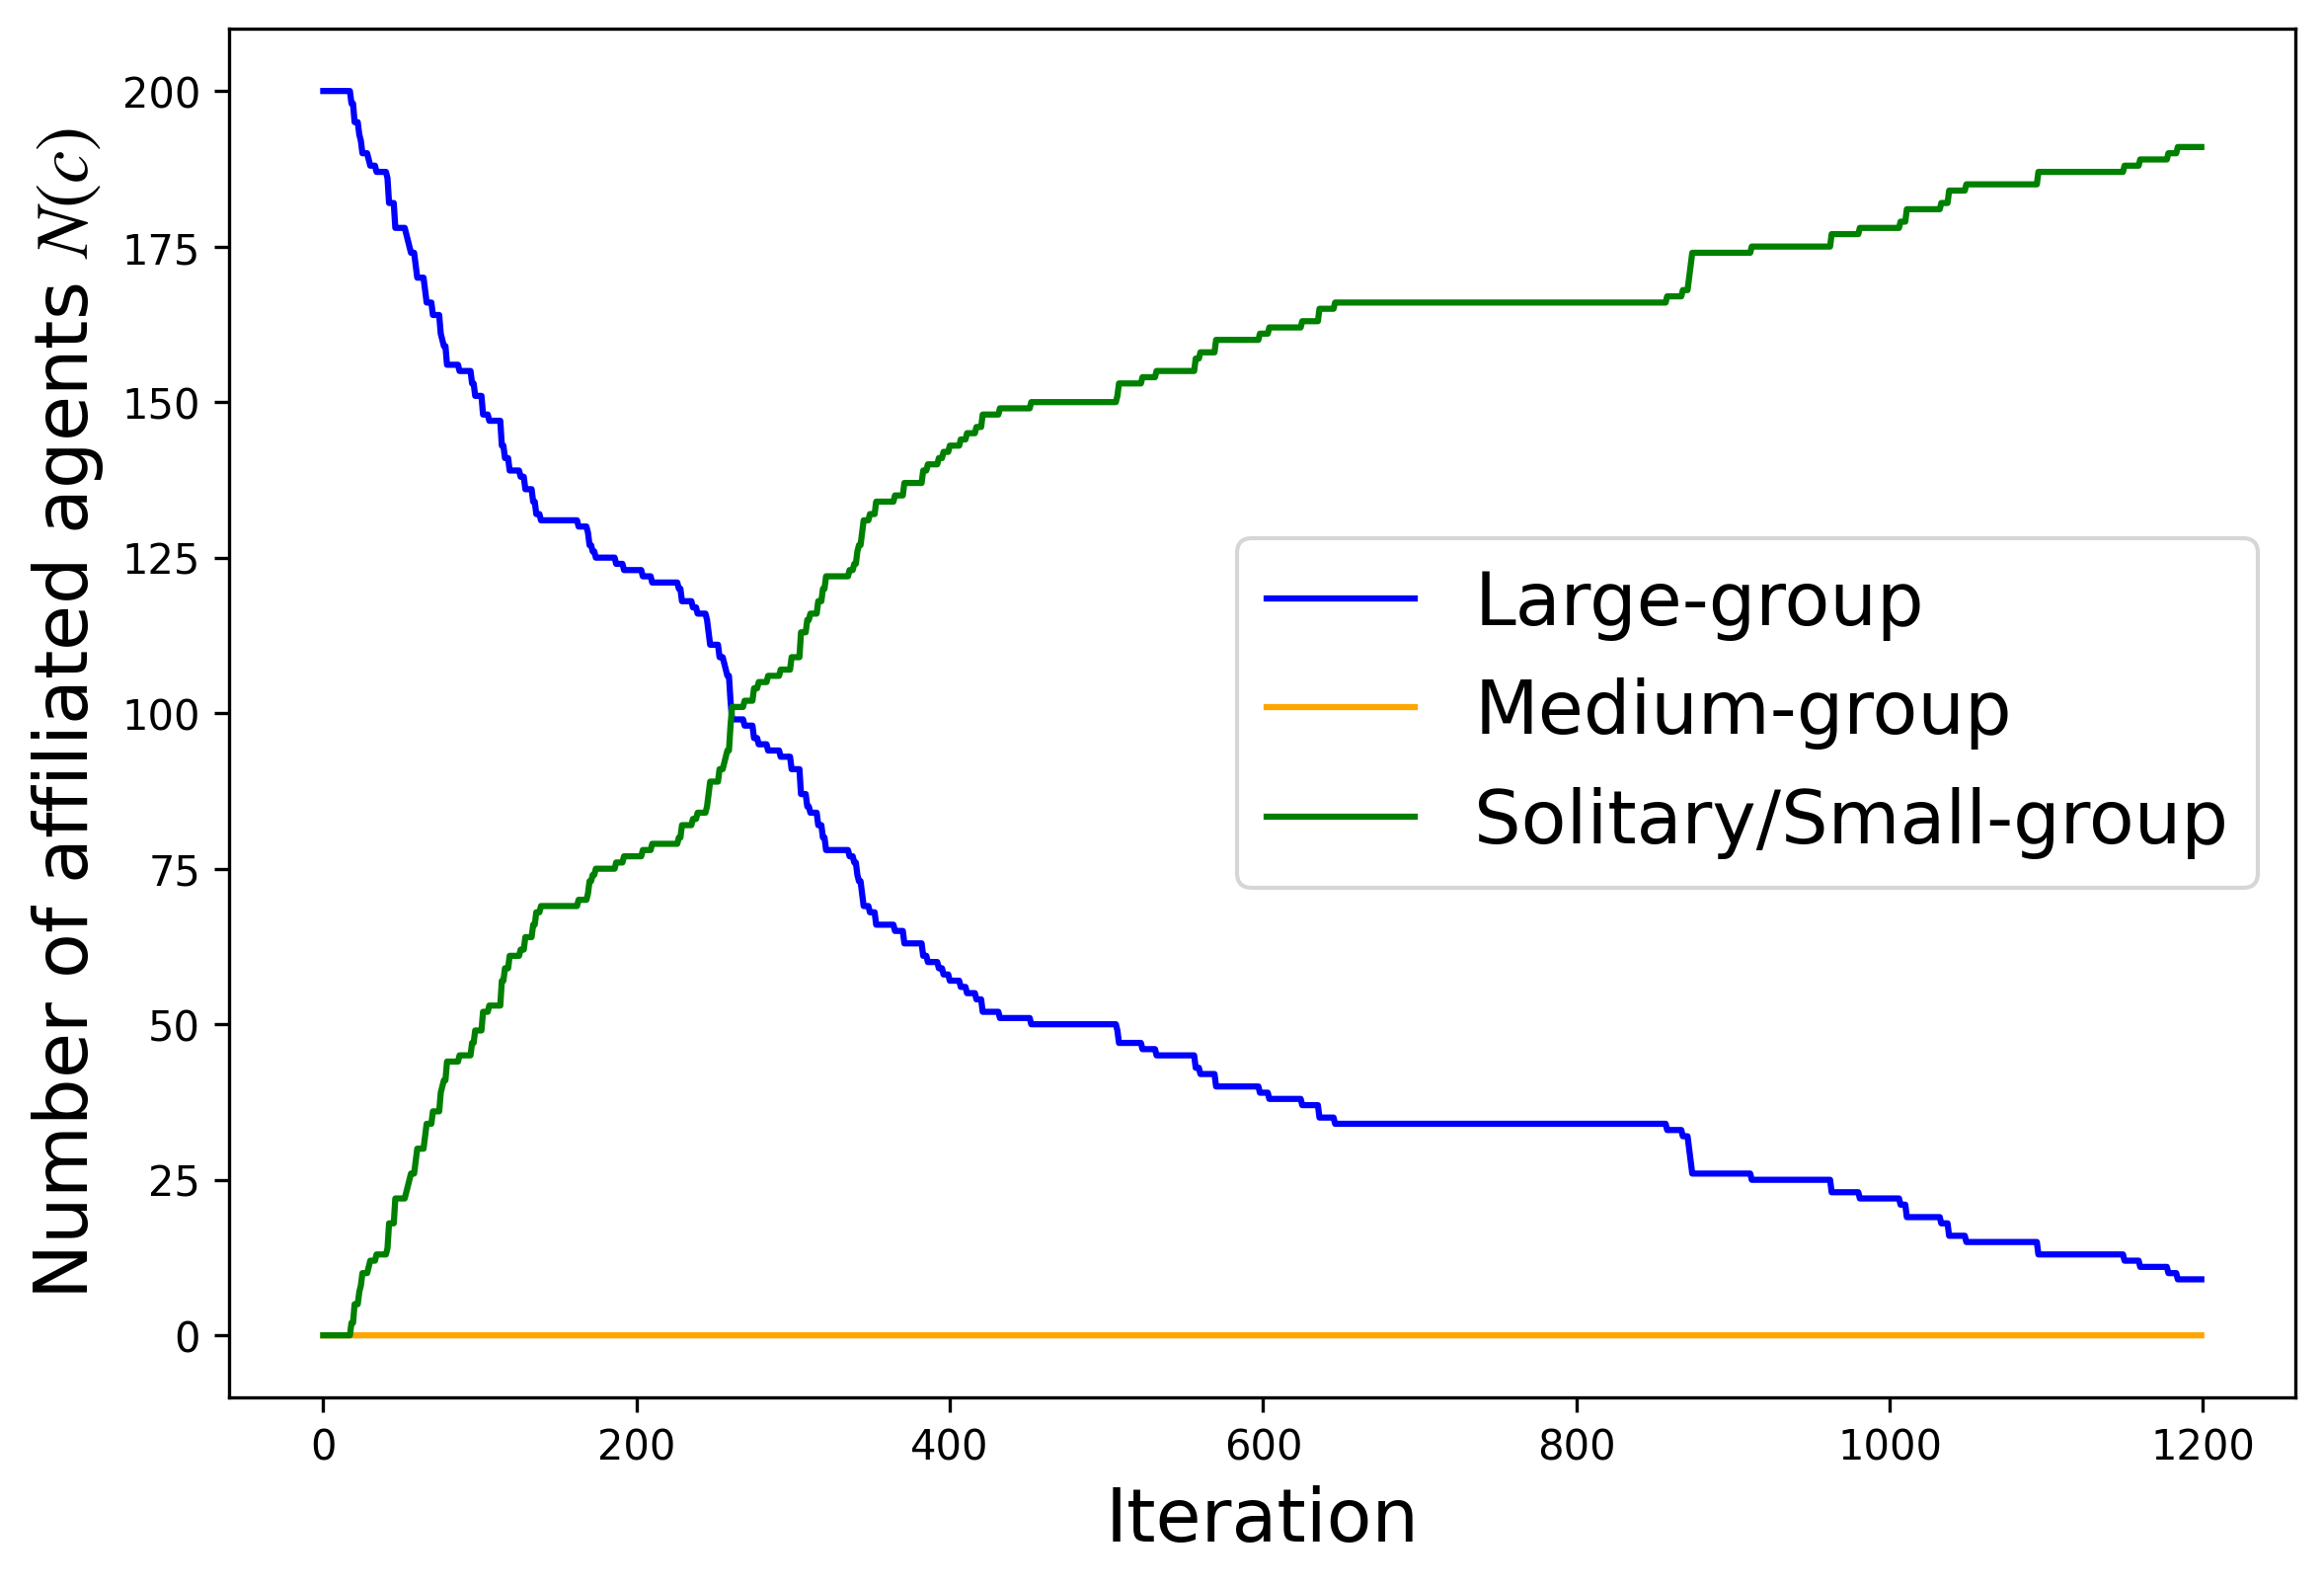 Number of affiliated agents N(c)
200
175
150
125
100
75
50
25
0
Large-group
Medium-group
Solitary/Small-group
0 200 400 600 800 1000 1200
Iteration